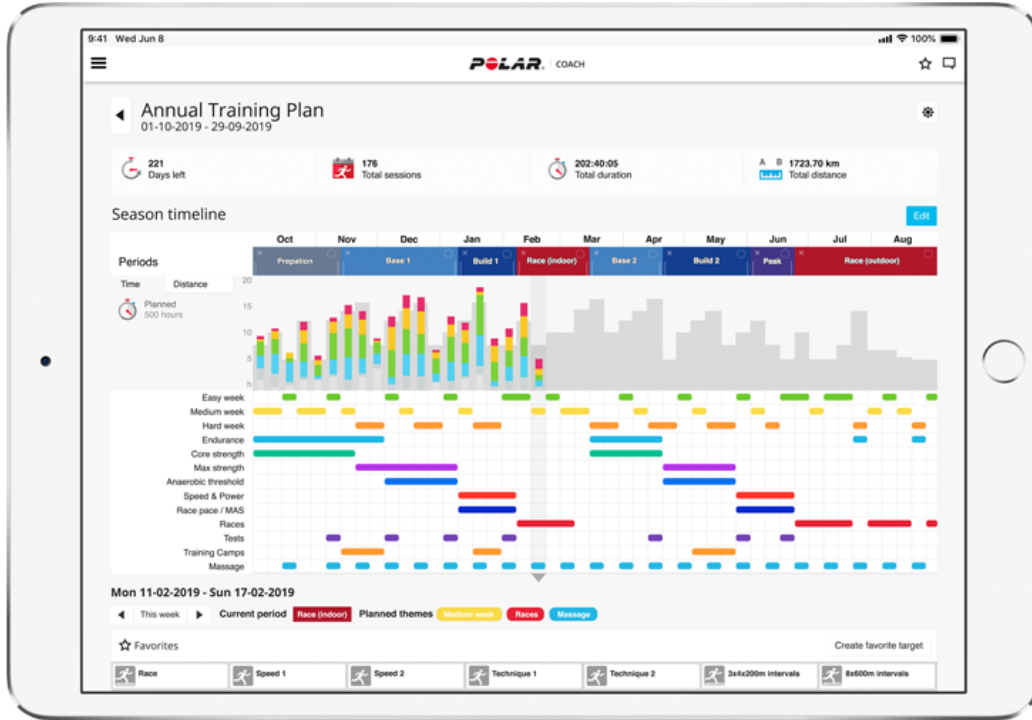 9:41 Wed Jun 8 100%
POLAR. COACH
Annual Training Plan
01-10-2019 - 29-09-2019
221
Days left
176
Total sessions
202:40:05
Total duration
A B 1723.70 km
Total distance
Season timeline
Edit
Oct Nov Dec Jan Feb Mar Apr May Jun Jul Aug
Periods
Prepation Base 1 Build 1 Race (indoor) Base 2 Build 2 Peak Race (outdoor)
Time Distance
Planned
500 hours
20
15
10
5
h
Easy week
Medium week
Hard week
Endurance
Core strength
Max strength
Anaerobic threshold
Speed & Power
Race pace / MAS
Races
Tests
Training Camps
Massage
Mon 11-02-2019 - Sun 17-02-2019
This week Current period Race (indoor) Planned themes Medium week Races Massage
Favorites Create favorite target
Race Speed 1 Speed 2 Technique 1 Technique 2 3x4x200m intervals 8x600m intervals